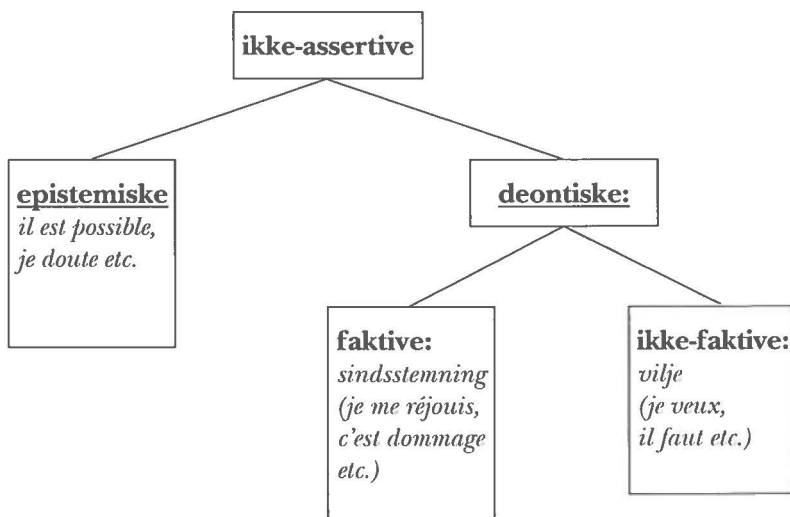 ikke-assertive
epistemiske
il est possible,
je doute etc.
deontiske:
faktive:
sindsstemning
(je me réjouis,
c'est dommage
etc.)
ikke-faktive:
vilje
(je veux,
il faut etc.)